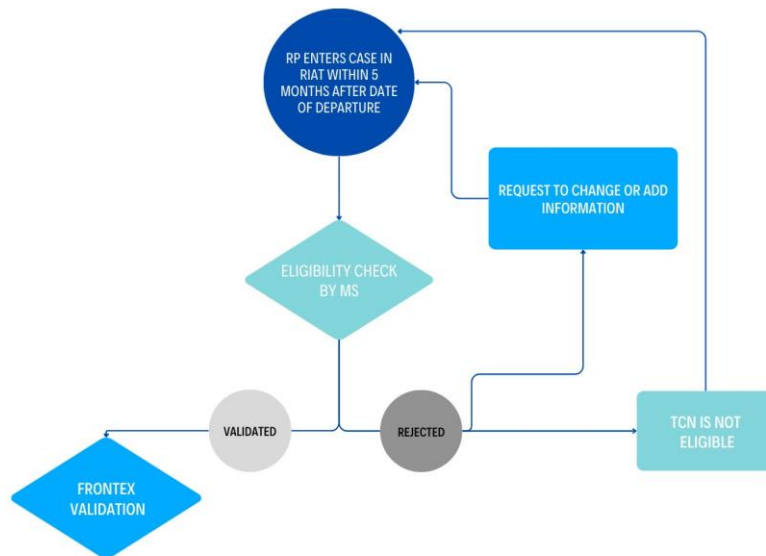 RP ENTERS CASE IN
RIAT WITHIN 5
MONTHS AFTER DATE
OF DEPARTURE
REQUEST TO CHANGE OR ADD
INFORMATION
ELIGIBILITY CHECK
BY MS
VALIDATED
REJECTED
TCN IS NOT
ELIGIBLE
FRONTEX
VALIDATION